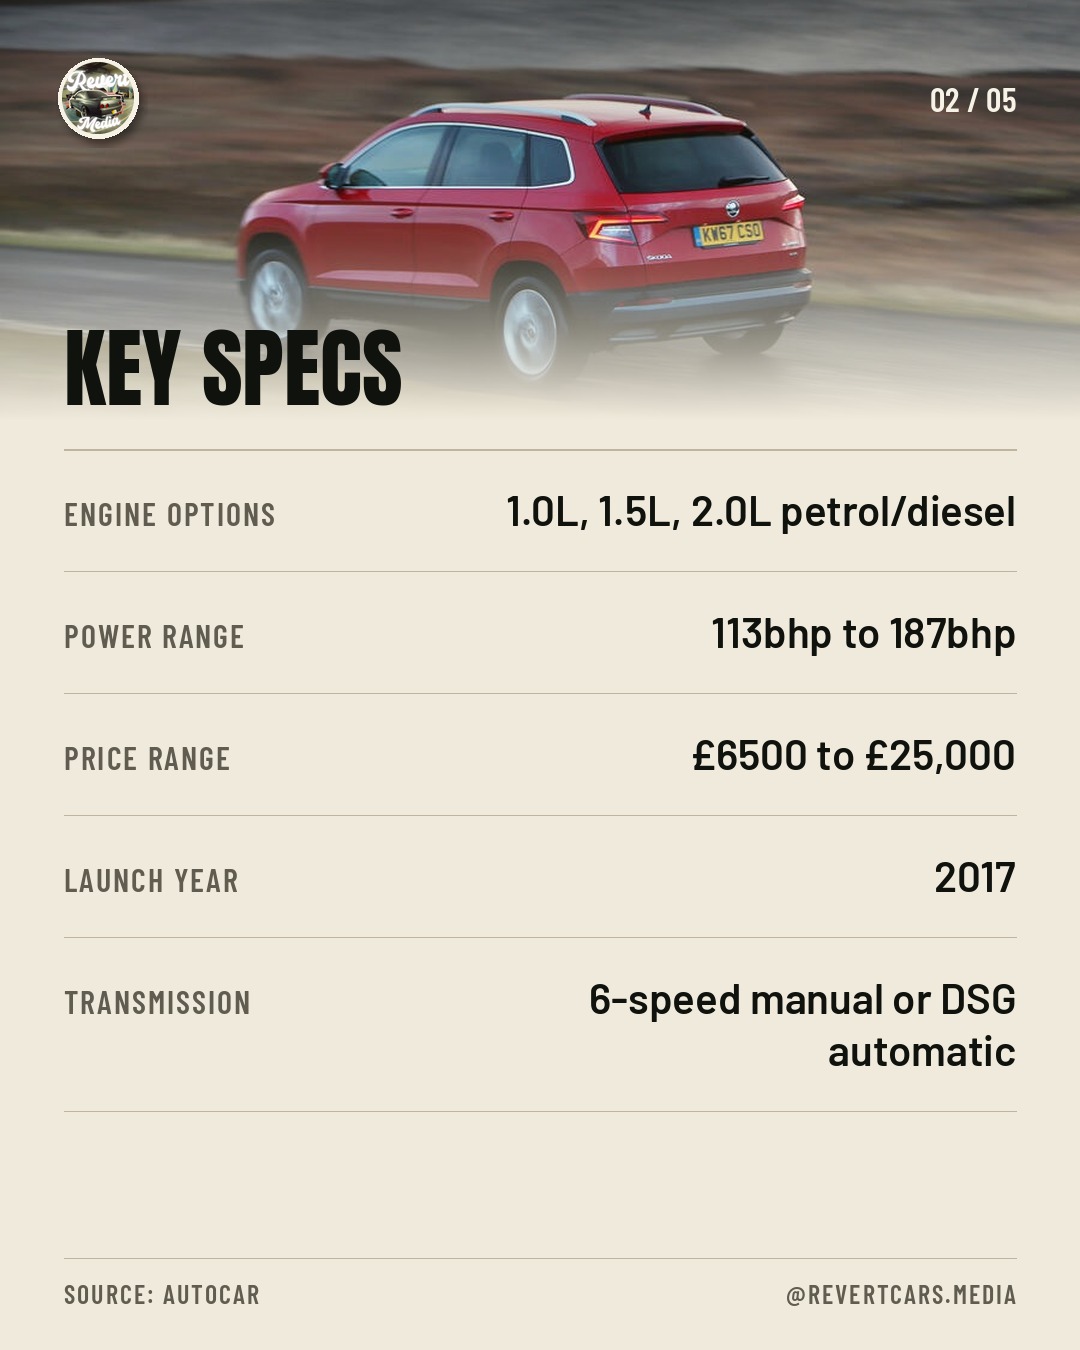 Revert
Media
02 / 05
KW67 CSO
SKODA
KEY SPECS
ENGINE OPTIONS
1.0L, 1.5L, 2.0L petrol/diesel
POWER RANGE
113bhp to 187bhp
PRICE RANGE
£6500 to £25,000
LAUNCH YEAR
2017
TRANSMISSION
6-speed manual or DSG
automatic
SOURCE: AUTOCAR
@REVERTCARS.MEDIA